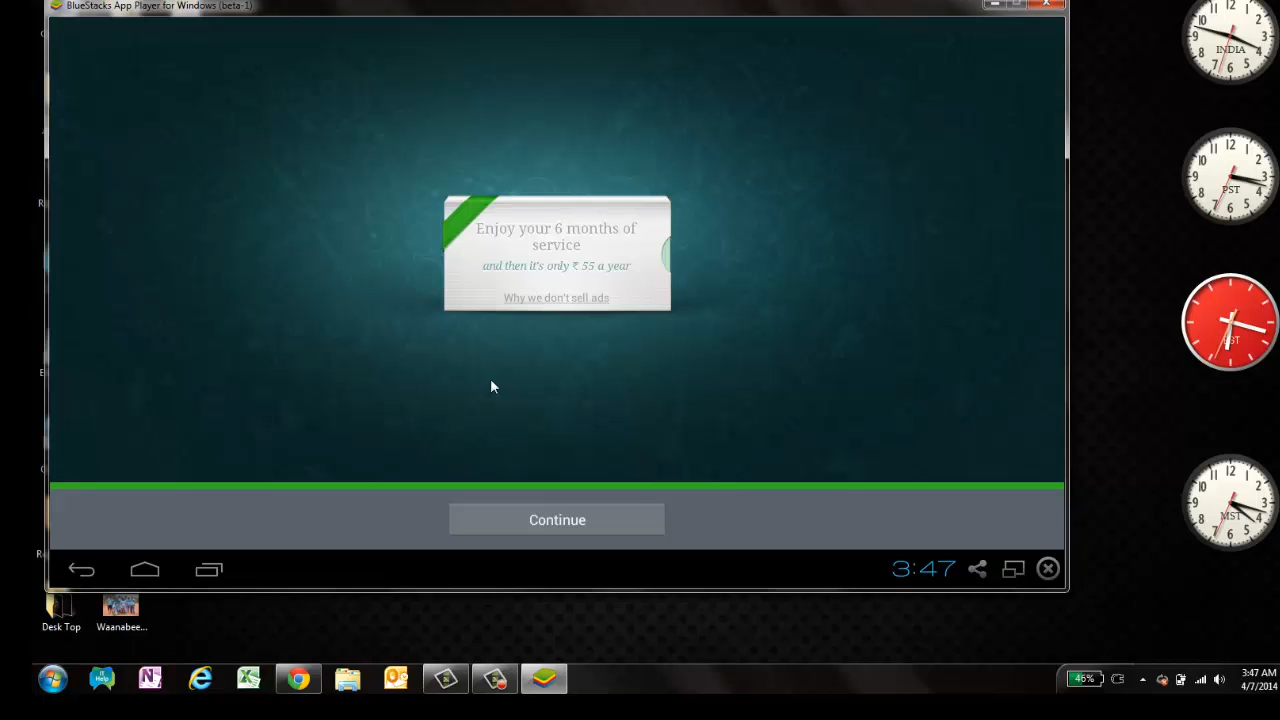 BlueStacks App Player for Windows (beta-1)
Enjoy your 6 months of
service
and then it's only ₹ 55 a year
Why we don't sell ads
Continue
3:47
INDIA
PST
MST
Desk Top
Waanabee...
46%
3:47 AM
4/7/2014